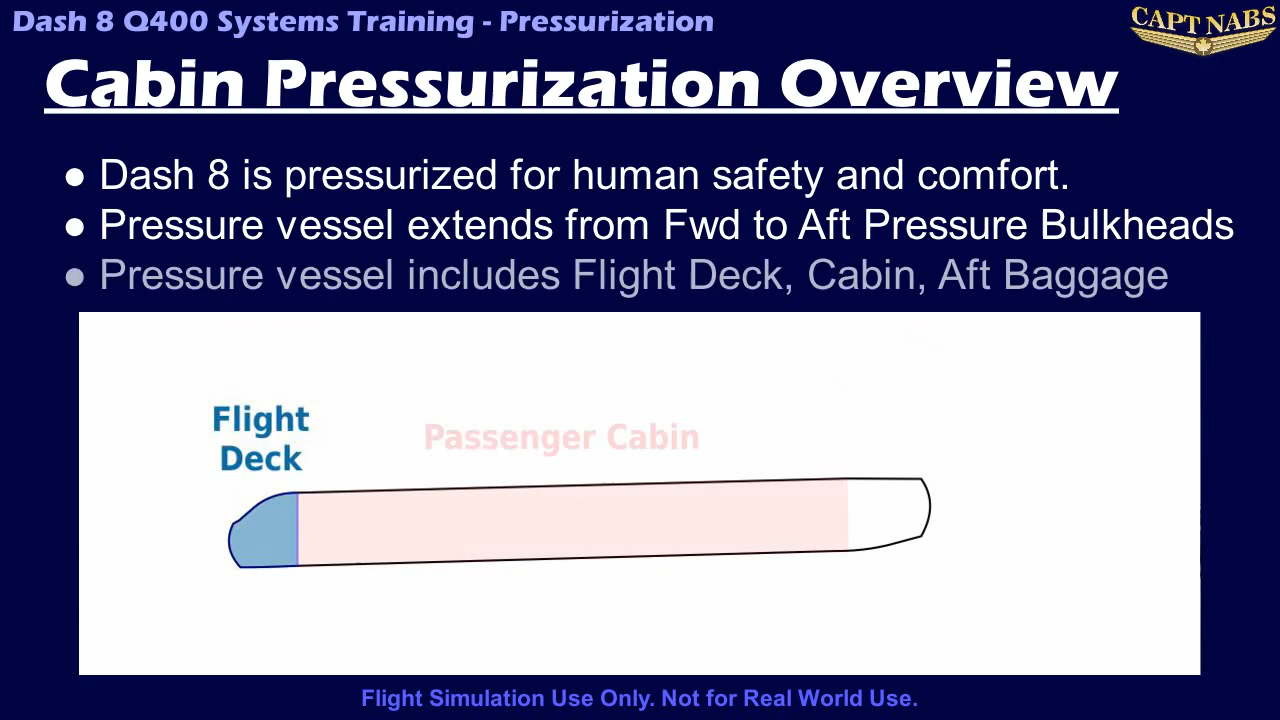 Dash 8 Q400 Systems Training - Pressurization
CAPT NABS
Cabin Pressurization Overview
● Dash 8 is pressurized for human safety and comfort.
● Pressure vessel extends from Fwd to Aft Pressure Bulkheads
● Pressure vessel includes Flight Deck, Cabin, Aft Baggage
Flight
Deck
Passenger Cabin
Flight Simulation Use Only. Not for Real World Use.